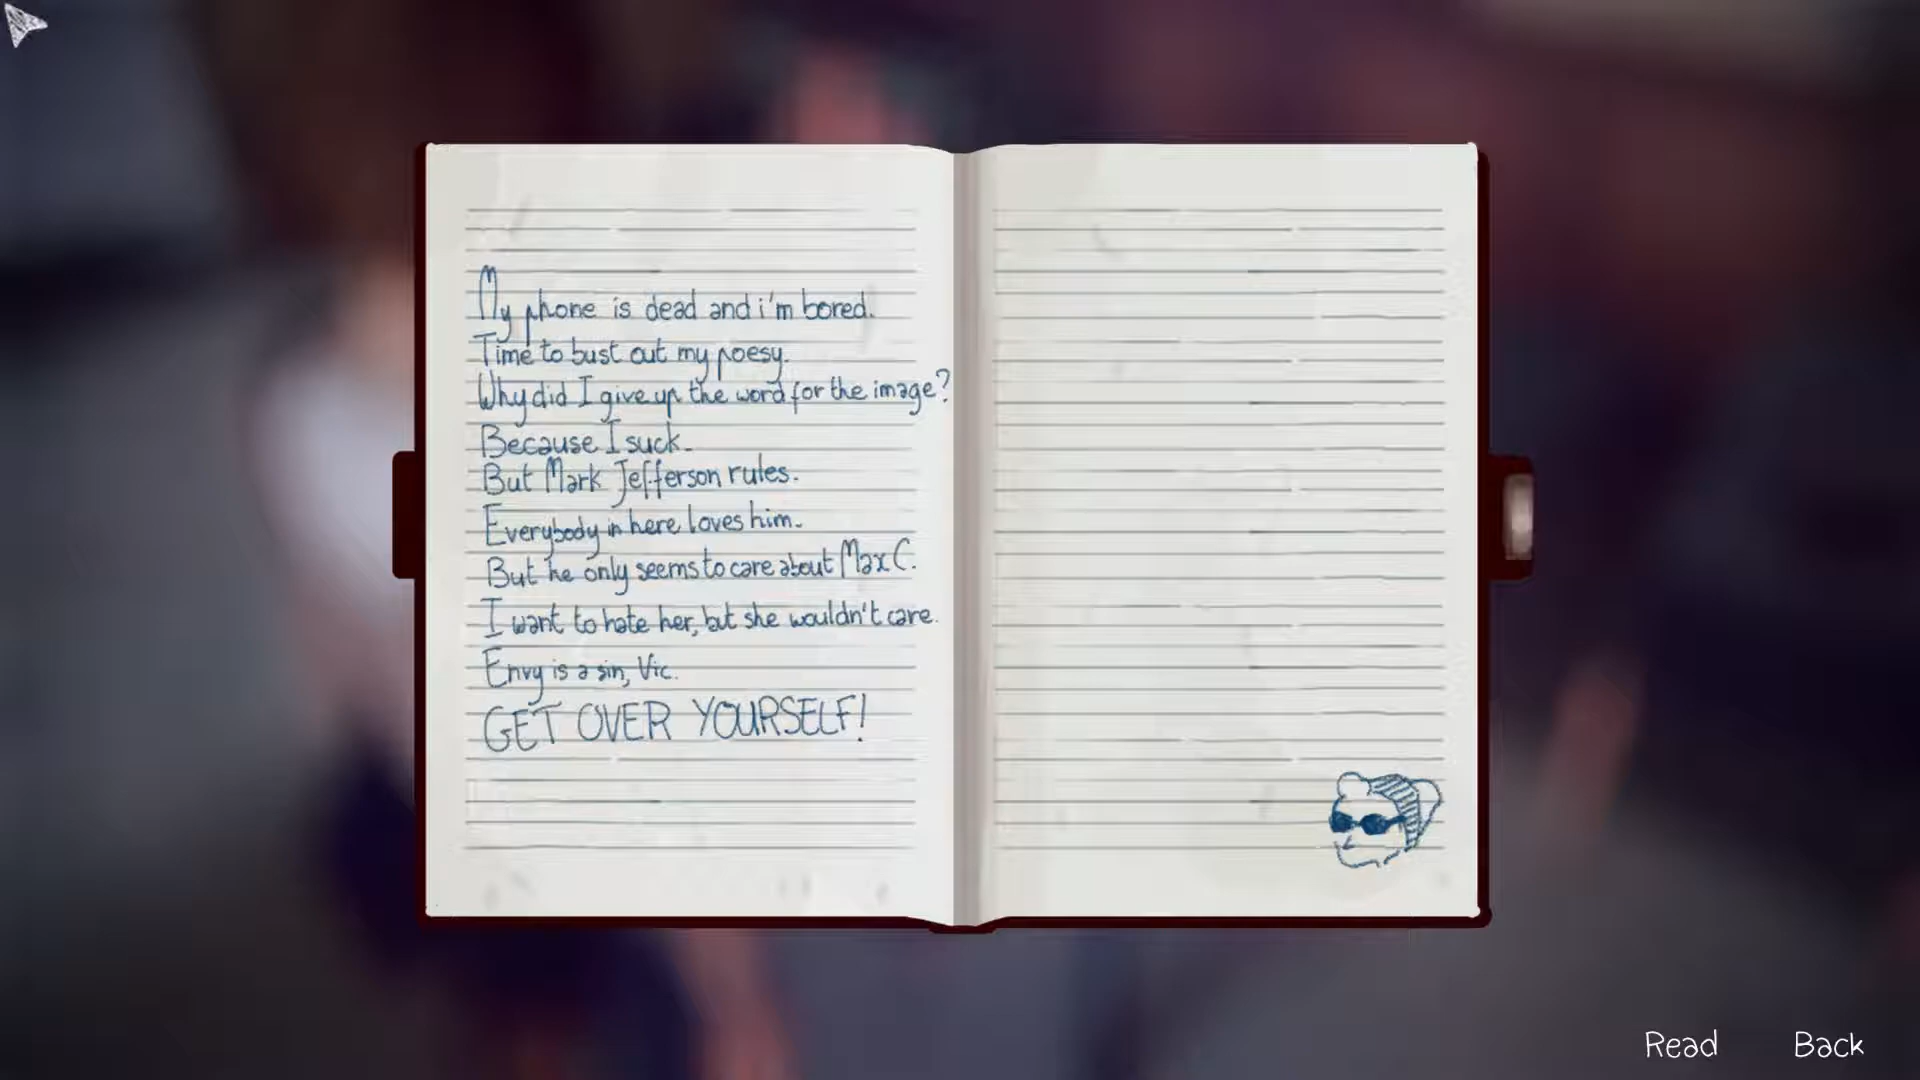 My phone is dead and i'm bored.
Time to bust out my poesy.
Why did I give up the word for the image?
Because I suck.
But Mark Jefferson rules.
Everybody in here loves him.
But he only seems to care about Max C.
I want to hate her, but she wouldn't care.
Envy is a sin, Vic.
GET OVER YOURSELF!
Read
Back